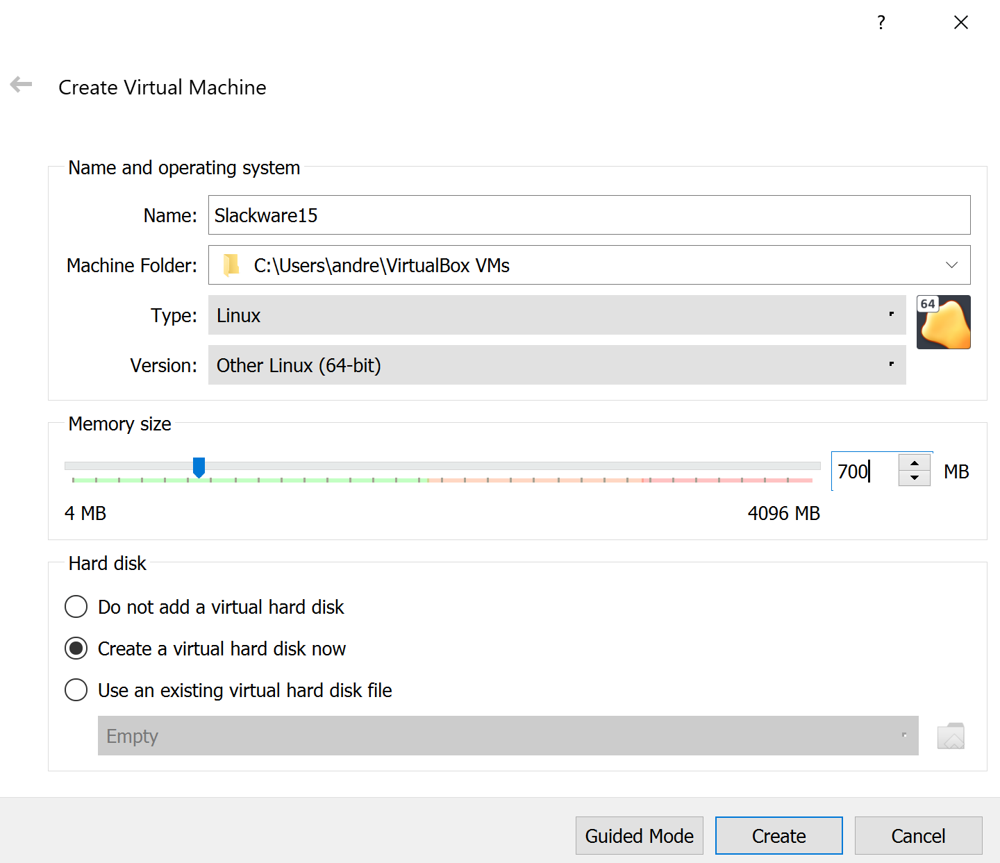 ?
Create Virtual Machine
Name and operating system
Name: Slackware15
Machine Folder: C:\Users\andre\VirtualBox VMs
Type: Linux
64
Version: Other Linux (64-bit)
Memory size
700 MB
4 MB 4096 MB
Hard disk
Do not add a virtual hard disk
Create a virtual hard disk now
Use an existing virtual hard disk file
Empty
Guided Mode Create Cancel